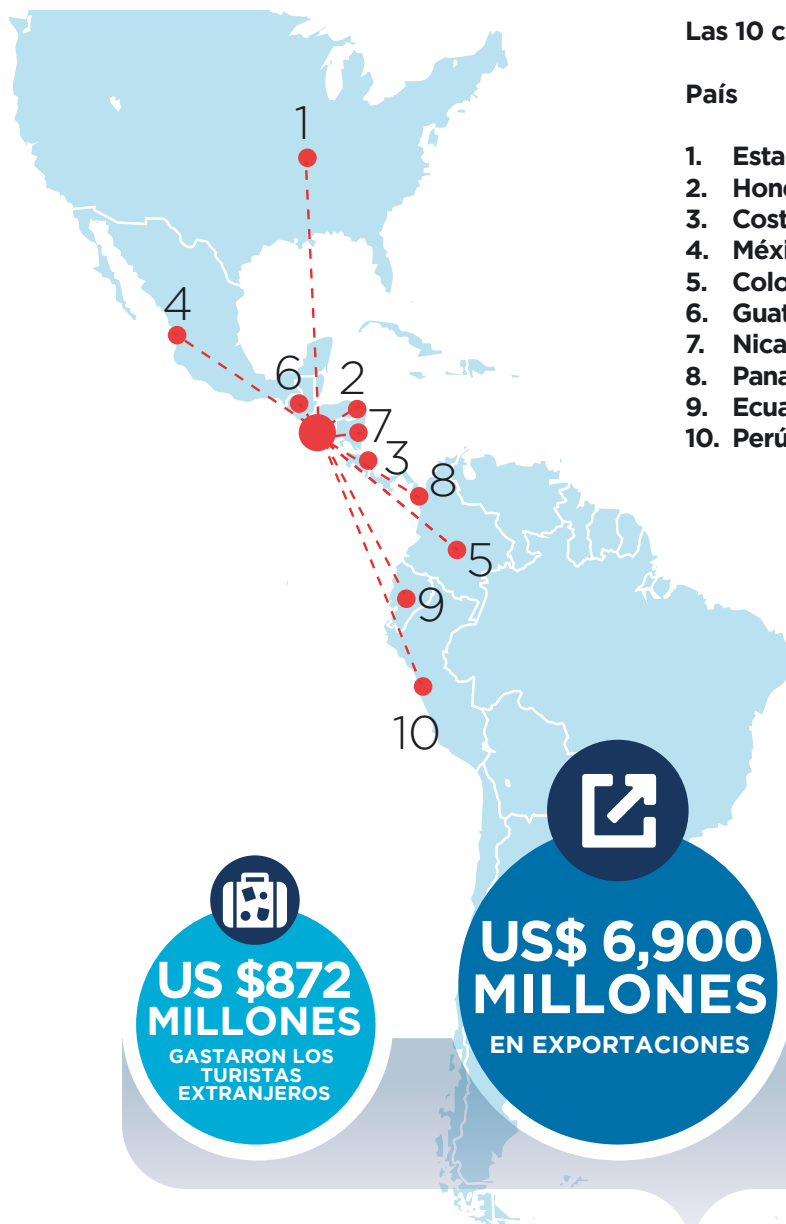 Las 10 c
País
1. Esta
2. Hond
3. Cost
4. Méxi
5. Colo
6. Guat
7. Nica
8. Pana
9. Ecua
10. Perú
1
4
6
2
7
3
8
5
9
10
US $872
MILLONES
GASTARON LOS
TURISTAS
EXTRANJEROS
US$ 6,900
MILLONES
EN EXPORTACIONES